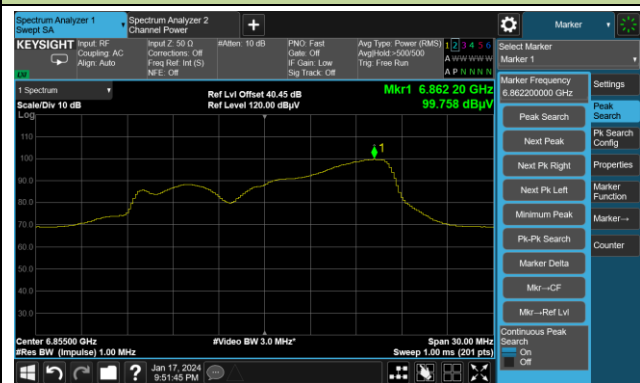 Spectrum Analyzer 1
Swept SA
Spectrum Analyzer 2
Channel Power
+
Marker
KEYSIGHT
Input: RF
Coupling: AC
Align: Auto
Input Z: 50 Ω
Corrections: Off
Freq Ref: Int (S)
NFE: Off
#Atten: 10 dB
PNO: Fast
Gate: Off
IF Gain: Low
Sig Track: Off
Avg Type: Power (RMS)
Avg|Hold:>500/500
Trig: Free Run
1 2 3 4 5 6
A W W W W W
A P N N N N
LXI
Select Marker
Marker 1
1 Spectrum
Scale/Div 10 dB
Log
Ref Lvl Offset 40.45 dB
Ref Level 120.00 dBµV
Mkr1 6.862 20 GHz
99.758 dBµV
110
100
90.0
80.0
70.0
60.0
50.0
40.0
30.0
1
Center 6.85500 GHz
#Res BW (Impulse) 1.00 MHz
#Video BW 3.0 MHz*
Span 30.00 MHz
Sweep 1.00 ms (201 pts)
Marker Frequency
6.862200000 GHz
Peak Search
Next Peak
Next Pk Right
Next Pk Left
Minimum Peak
Pk-Pk Search
Marker Delta
Mkr→CF
Mkr→Ref Lvl
Continuous Peak
Search
On
Off
Settings
Peak
Search
Pk Search
Config
Properties
Marker
Function
Marker→
Counter
?
Jan 17, 2024
9:51:45 PM